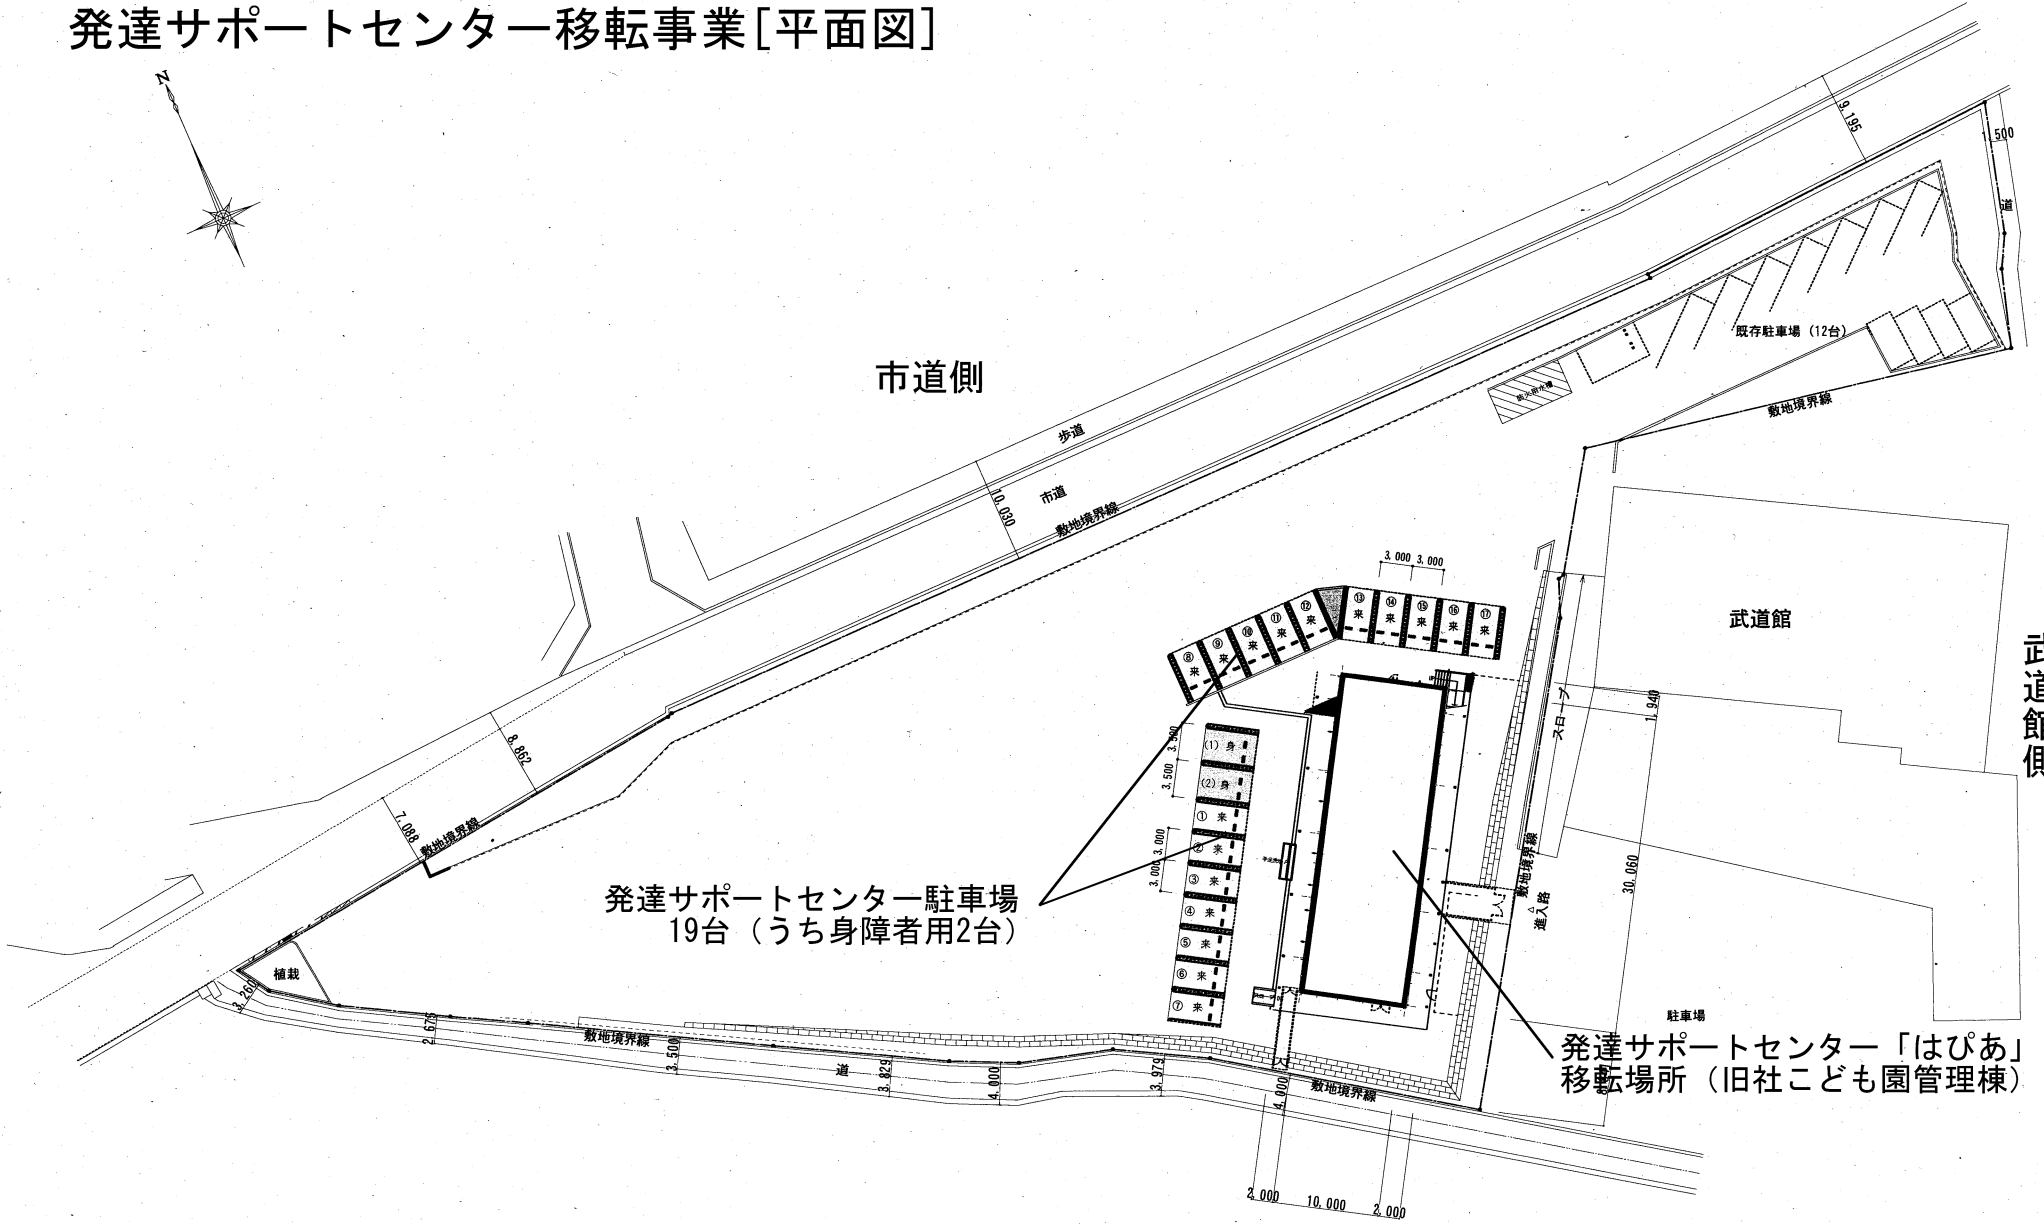 発達サポートセンター移転事業[平面図]
N
9,195
1,500
道
既存駐車場（12台）
防火用水槽
敷地境界線
市道側
歩道
市道
10,030
敷地境界線
3,000 3,000
⑬ 来
⑭ 来
⑮ 来
⑯ 来
⑰ 来
⑫ 来
⑪ 来
⑩ 来
⑨ 来
⑧ 来
武道館
武道館側
スロープ
1,940
8,862
7,088
敷地境界線
3,500
3,500
(1) 身
(2) 身
① 来
② 来
③ 来
④ 来
⑤ 来
⑥ 来
⑦ 来
3,000
3,000
発達サポートセンター駐車場
19台（うち身障者用2台）
敷地境界線
進入路
30,060
植栽
3,260
2,675
敷地境界線
3,500
道
3,829
4,000
3,979
4,000
敷地境界線
駐車場
発達サポートセンター「はぴあ」
移転場所（旧社こども園管理棟）
2,000
10,000
2,000